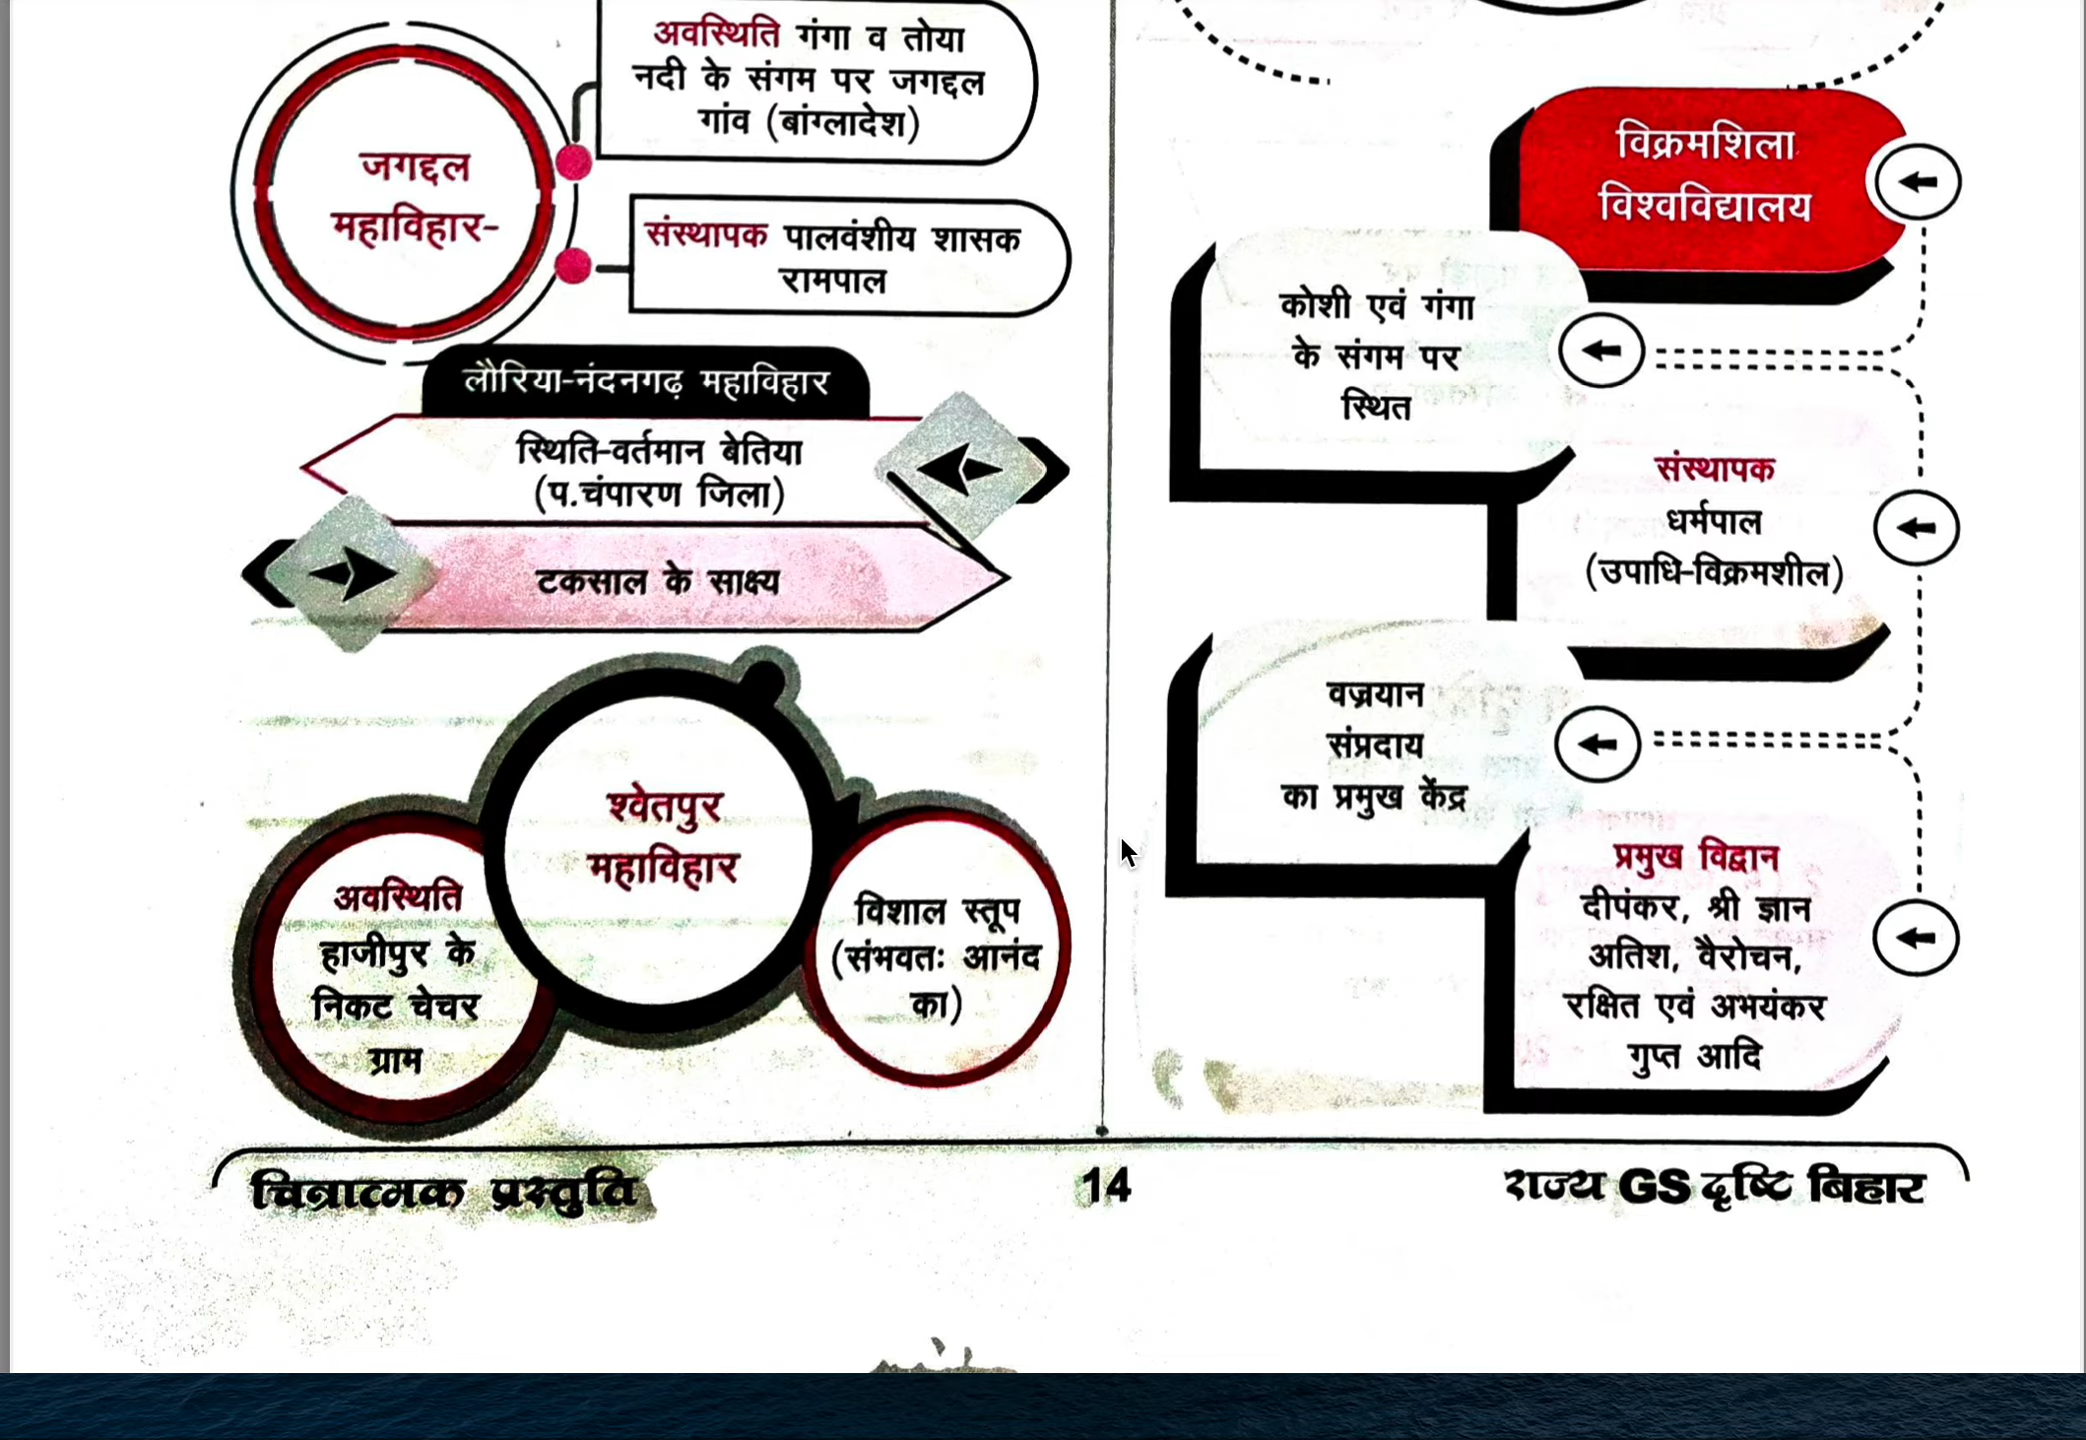 अवस्थिति गंगा व तोया
नदी के संगम पर जगद्दल
गांव (बांग्लादेश)
जगद्दल
महाविहार-
संस्थापक पालवंशीय शासक
रामपाल
लौरिया-नंदनगढ़ महाविहार
स्थिति-वर्तमान बेतिया
(प.चंपारण जिला)
टकसाल के साक्ष्य
श्वेतपुर
महाविहार
अवस्थिति
हाजीपुर के
निकट चेचर
ग्राम
विशाल स्तूप
(संभवतः आनंद
का)
विक्रमशिला
विश्वविद्यालय
कोशी एवं गंगा
के संगम पर
स्थित
संस्थापक
धर्मपाल
(उपाधि-विक्रमशील)
वज्रयान
संप्रदाय
का प्रमुख केंद्र
प्रमुख विद्वान
दीपंकर, श्री ज्ञान
अतिश, वैरोचन,
रक्षित एवं अभयंकर
गुप्त आदि
चित्रात्मक प्रस्तुति
14
राज्य GS दृष्टि बिहार